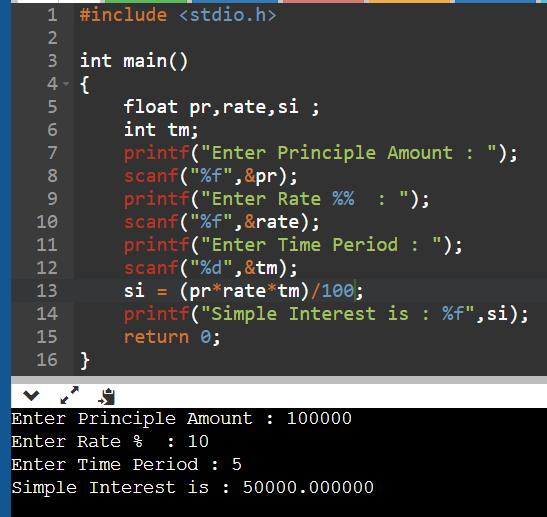 1 #include <stdio.h>
2
3 int main()
4 {
5 float pr,rate,si ;
6 int tm;
7 printf("Enter Principle Amount : ");
8 scanf("%f",&pr);
9 printf("Enter Rate %%  : ");
10 scanf("%f",&rate);
11 printf("Enter Time Period : ");
12 scanf("%d",&tm);
13 si = (pr*rate*tm)/100;
14 printf("Simple Interest is : %f",si);
15 return 0;
16 }
Enter Principle Amount : 100000
Enter Rate %  : 10
Enter Time Period : 5
Simple Interest is : 50000.000000